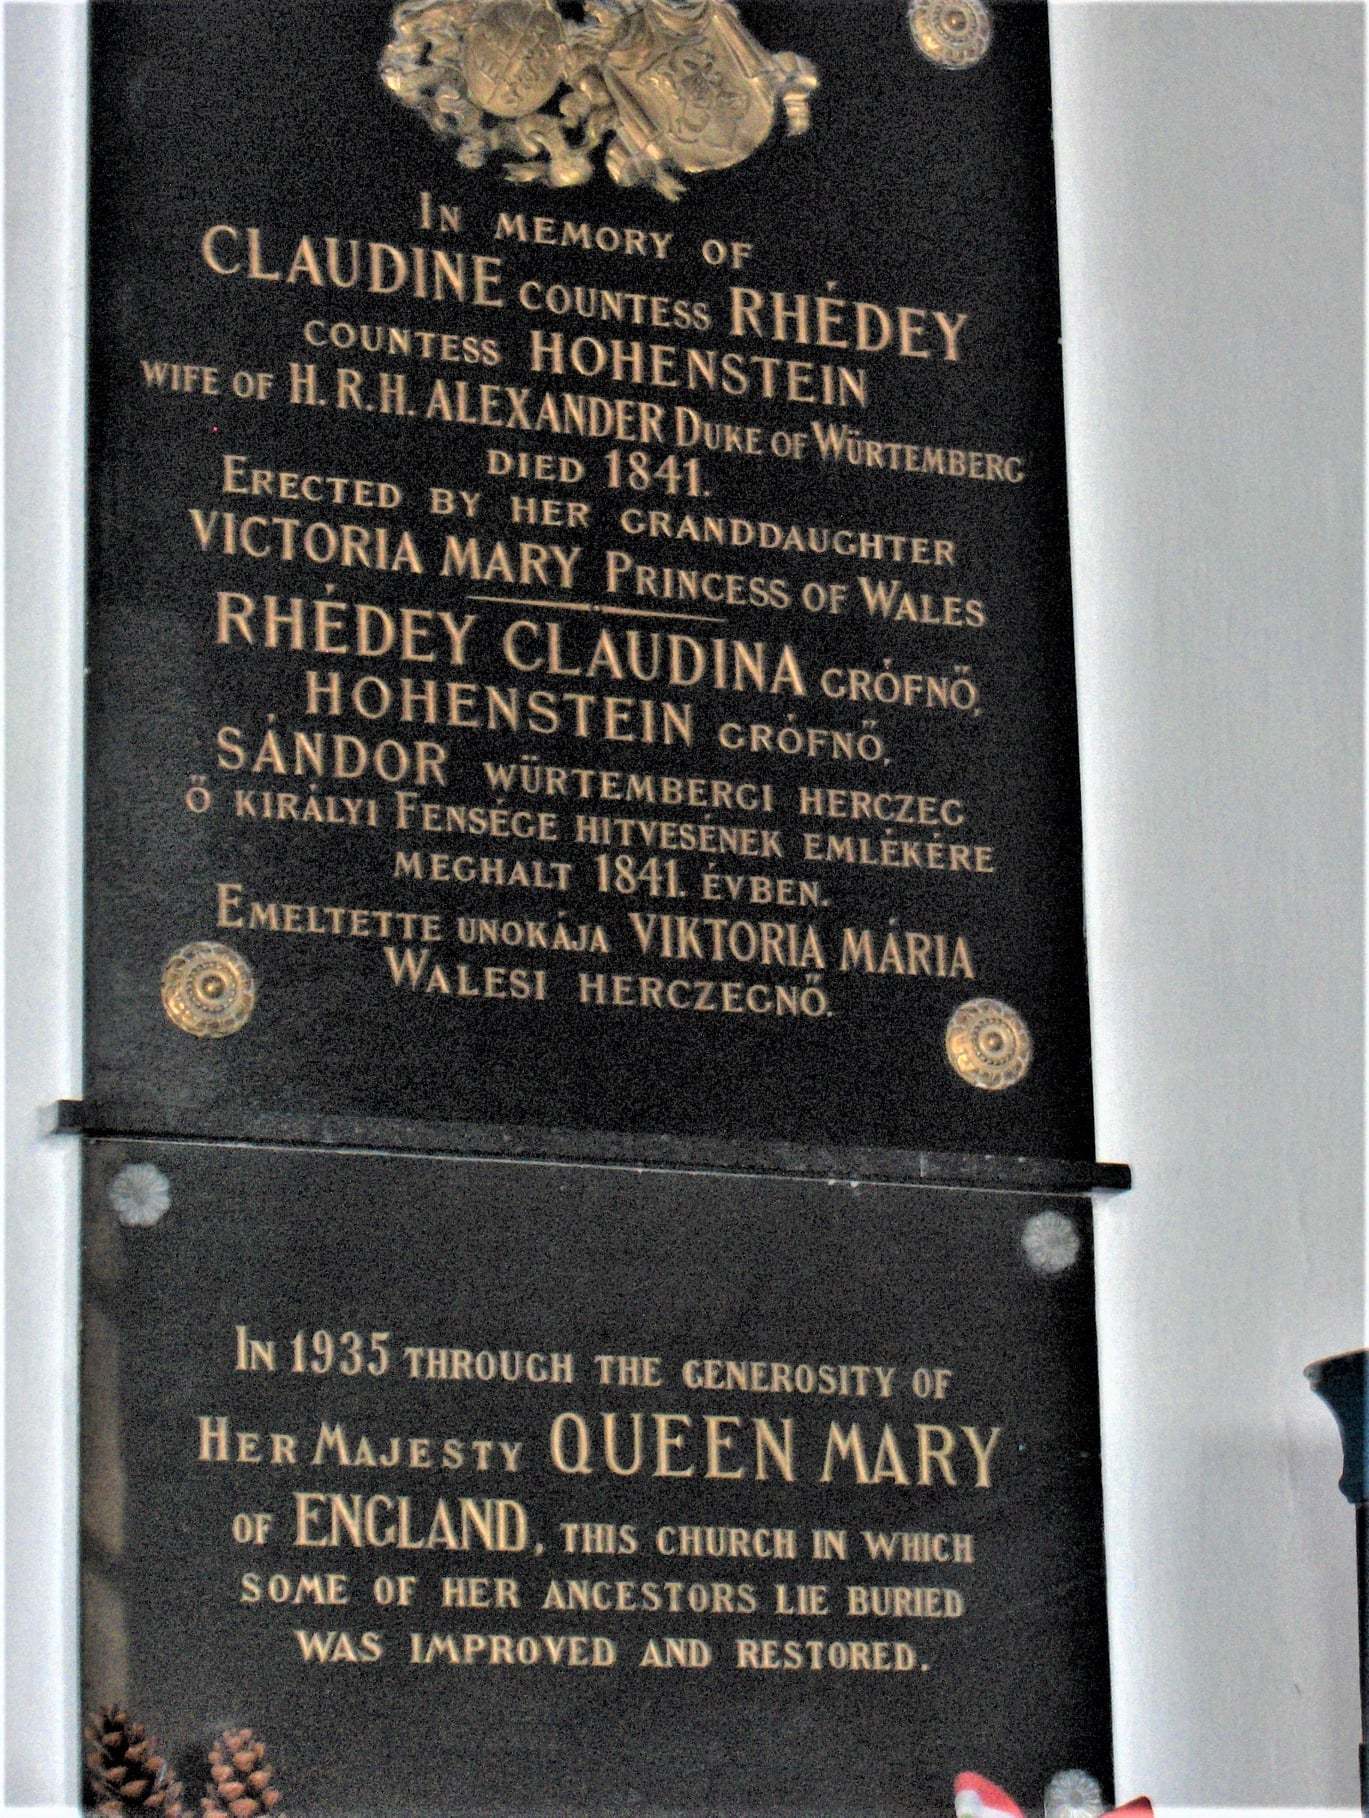 In memory of
CLAUDINE countess RHÉDEY
countess HOHENSTEIN
wife of H.R.H. ALEXANDER Duke of Würtemberg
died 1841.
Erected by her granddaughter
VICTORIA MARY Princess of Wales
RHÉDEY CLAUDINA grófnő,
HOHENSTEIN grófnő,
SÁNDOR würtembergi herczeg
ő királyi Fensége hitvesének emlékére
meghalt 1841. évben.
Emeltette unokája VIKTORIA MÁRIA
Walesi herczegnő.
In 1935 through the generosity of
Her Majesty QUEEN MARY
of ENGLAND, this church in which
some of her ancestors lie buried
was improved and restored.